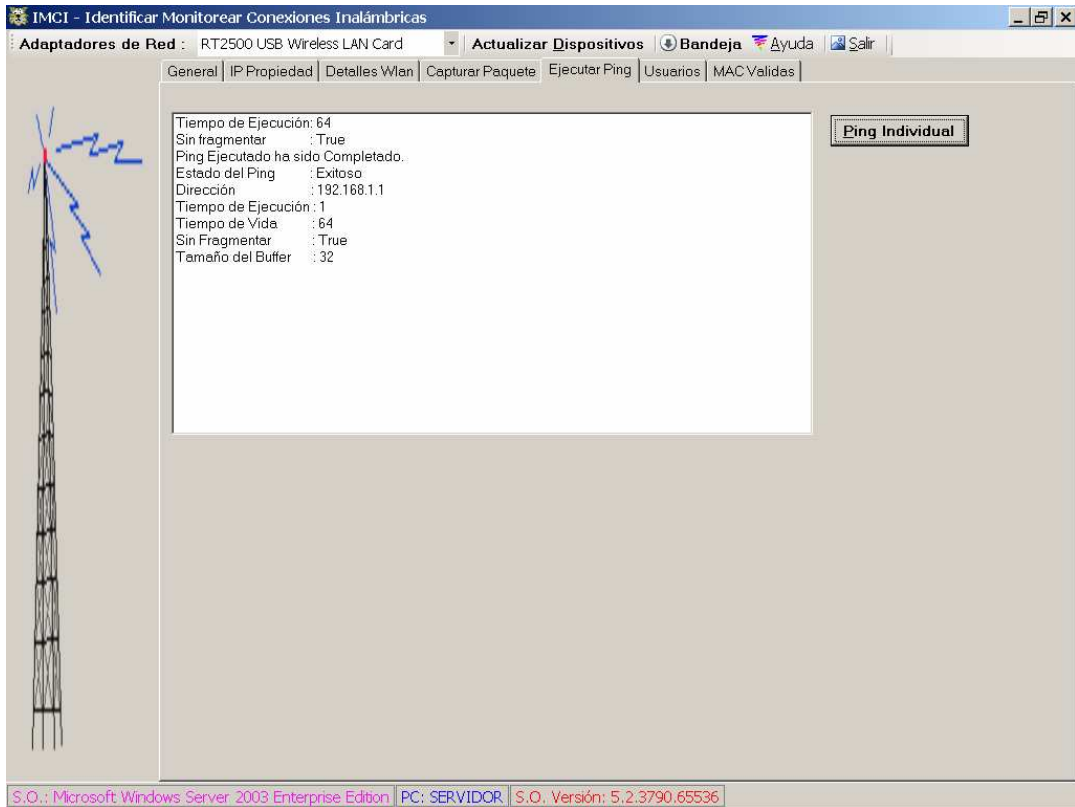 IMCI - Identificar Monitorear Conexiones Inalámbricas
Adaptadores de Red : RT2500 USB Wireless LAN Card Actualizar Dispositivos Bandeja Ayuda Salir
General IP Propiedad Detalles Wlan Capturar Paquete Ejecutar Ping Usuarios MAC Validas
Tiempo de Ejecución: 64
Sin fragmentar : True
Ping Ejecutado ha sido Completado.
Estado del Ping : Exitoso
Dirección : 192.168.1.1
Tiempo de Ejecución : 1
Tiempo de Vida : 64
Sin Fragmentar : True
Tamaño del Buffer : 32
Ping Individual
S.O.: Microsoft Windows Server 2003 Enterprise Edition PC: SERVIDOR S.O. Versión: 5.2.3790.65536